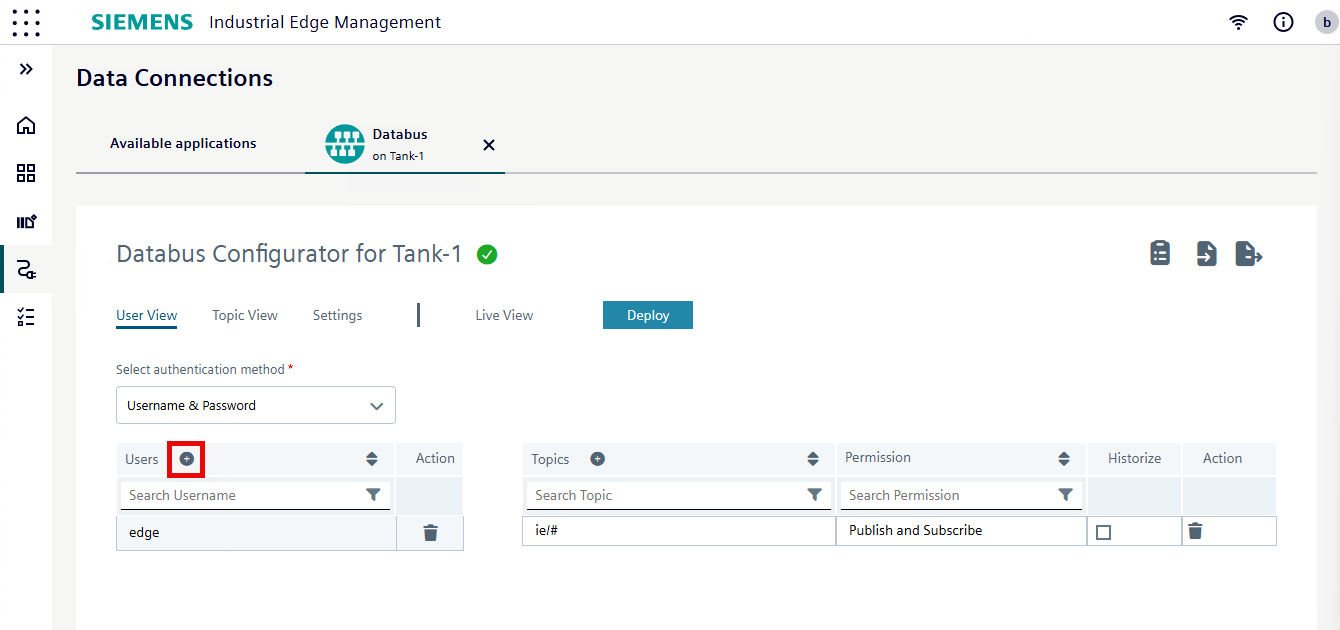 SIEMENS Industrial Edge Management
b
Data Connections
Available applications
Databus
on Tank-1
Databus Configurator for Tank-1
User View Topic View Settings Live View Deploy
Select authentication method *
Username & Password
Users Action
Search Username
edge
Topics Permission Historize Action
Search Topic Search Permission
ie/# Publish and Subscribe